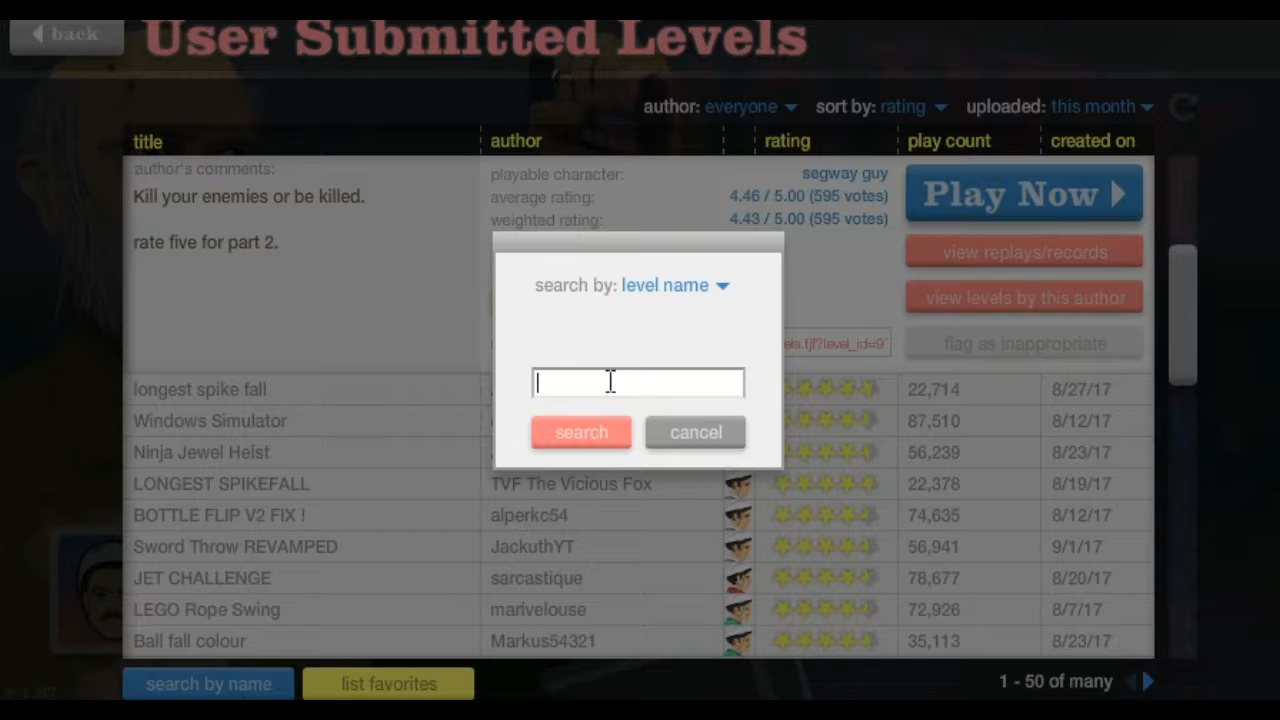 back
User Submitted Levels
author: everyone sort by: rating uploaded: this month
title author rating play count created on
author's comments:
Kill your enemies or be killed.
rate five for part 2.
playable character: segway guy
average rating: 4.46 / 5.00 (595 votes)
weighted rating: 4.43 / 5.00 (595 votes)
Play Now
view replays/records
view levels by this author
flag as inappropriate
search by: level name
search cancel
longest spike fall 22,714 8/27/17
Windows Simulator 87,510 8/12/17
Ninja Jewel Heist 56,239 8/23/17
LONGEST SPIKEFALL TVF The Vicious Fox 22,378 8/19/17
BOTTLE FLIP V2 FIX ! alperkc54 74,635 8/12/17
Sword Throw REVAMPED JackuthYT 56,941 9/1/17
JET CHALLENGE sarcastique 78,677 8/20/17
LEGO Rope Swing marlvelouse 72,926 8/7/17
Ball fall colour Markus54321 35,113 8/23/17
search by name list favorites 1 - 50 of many